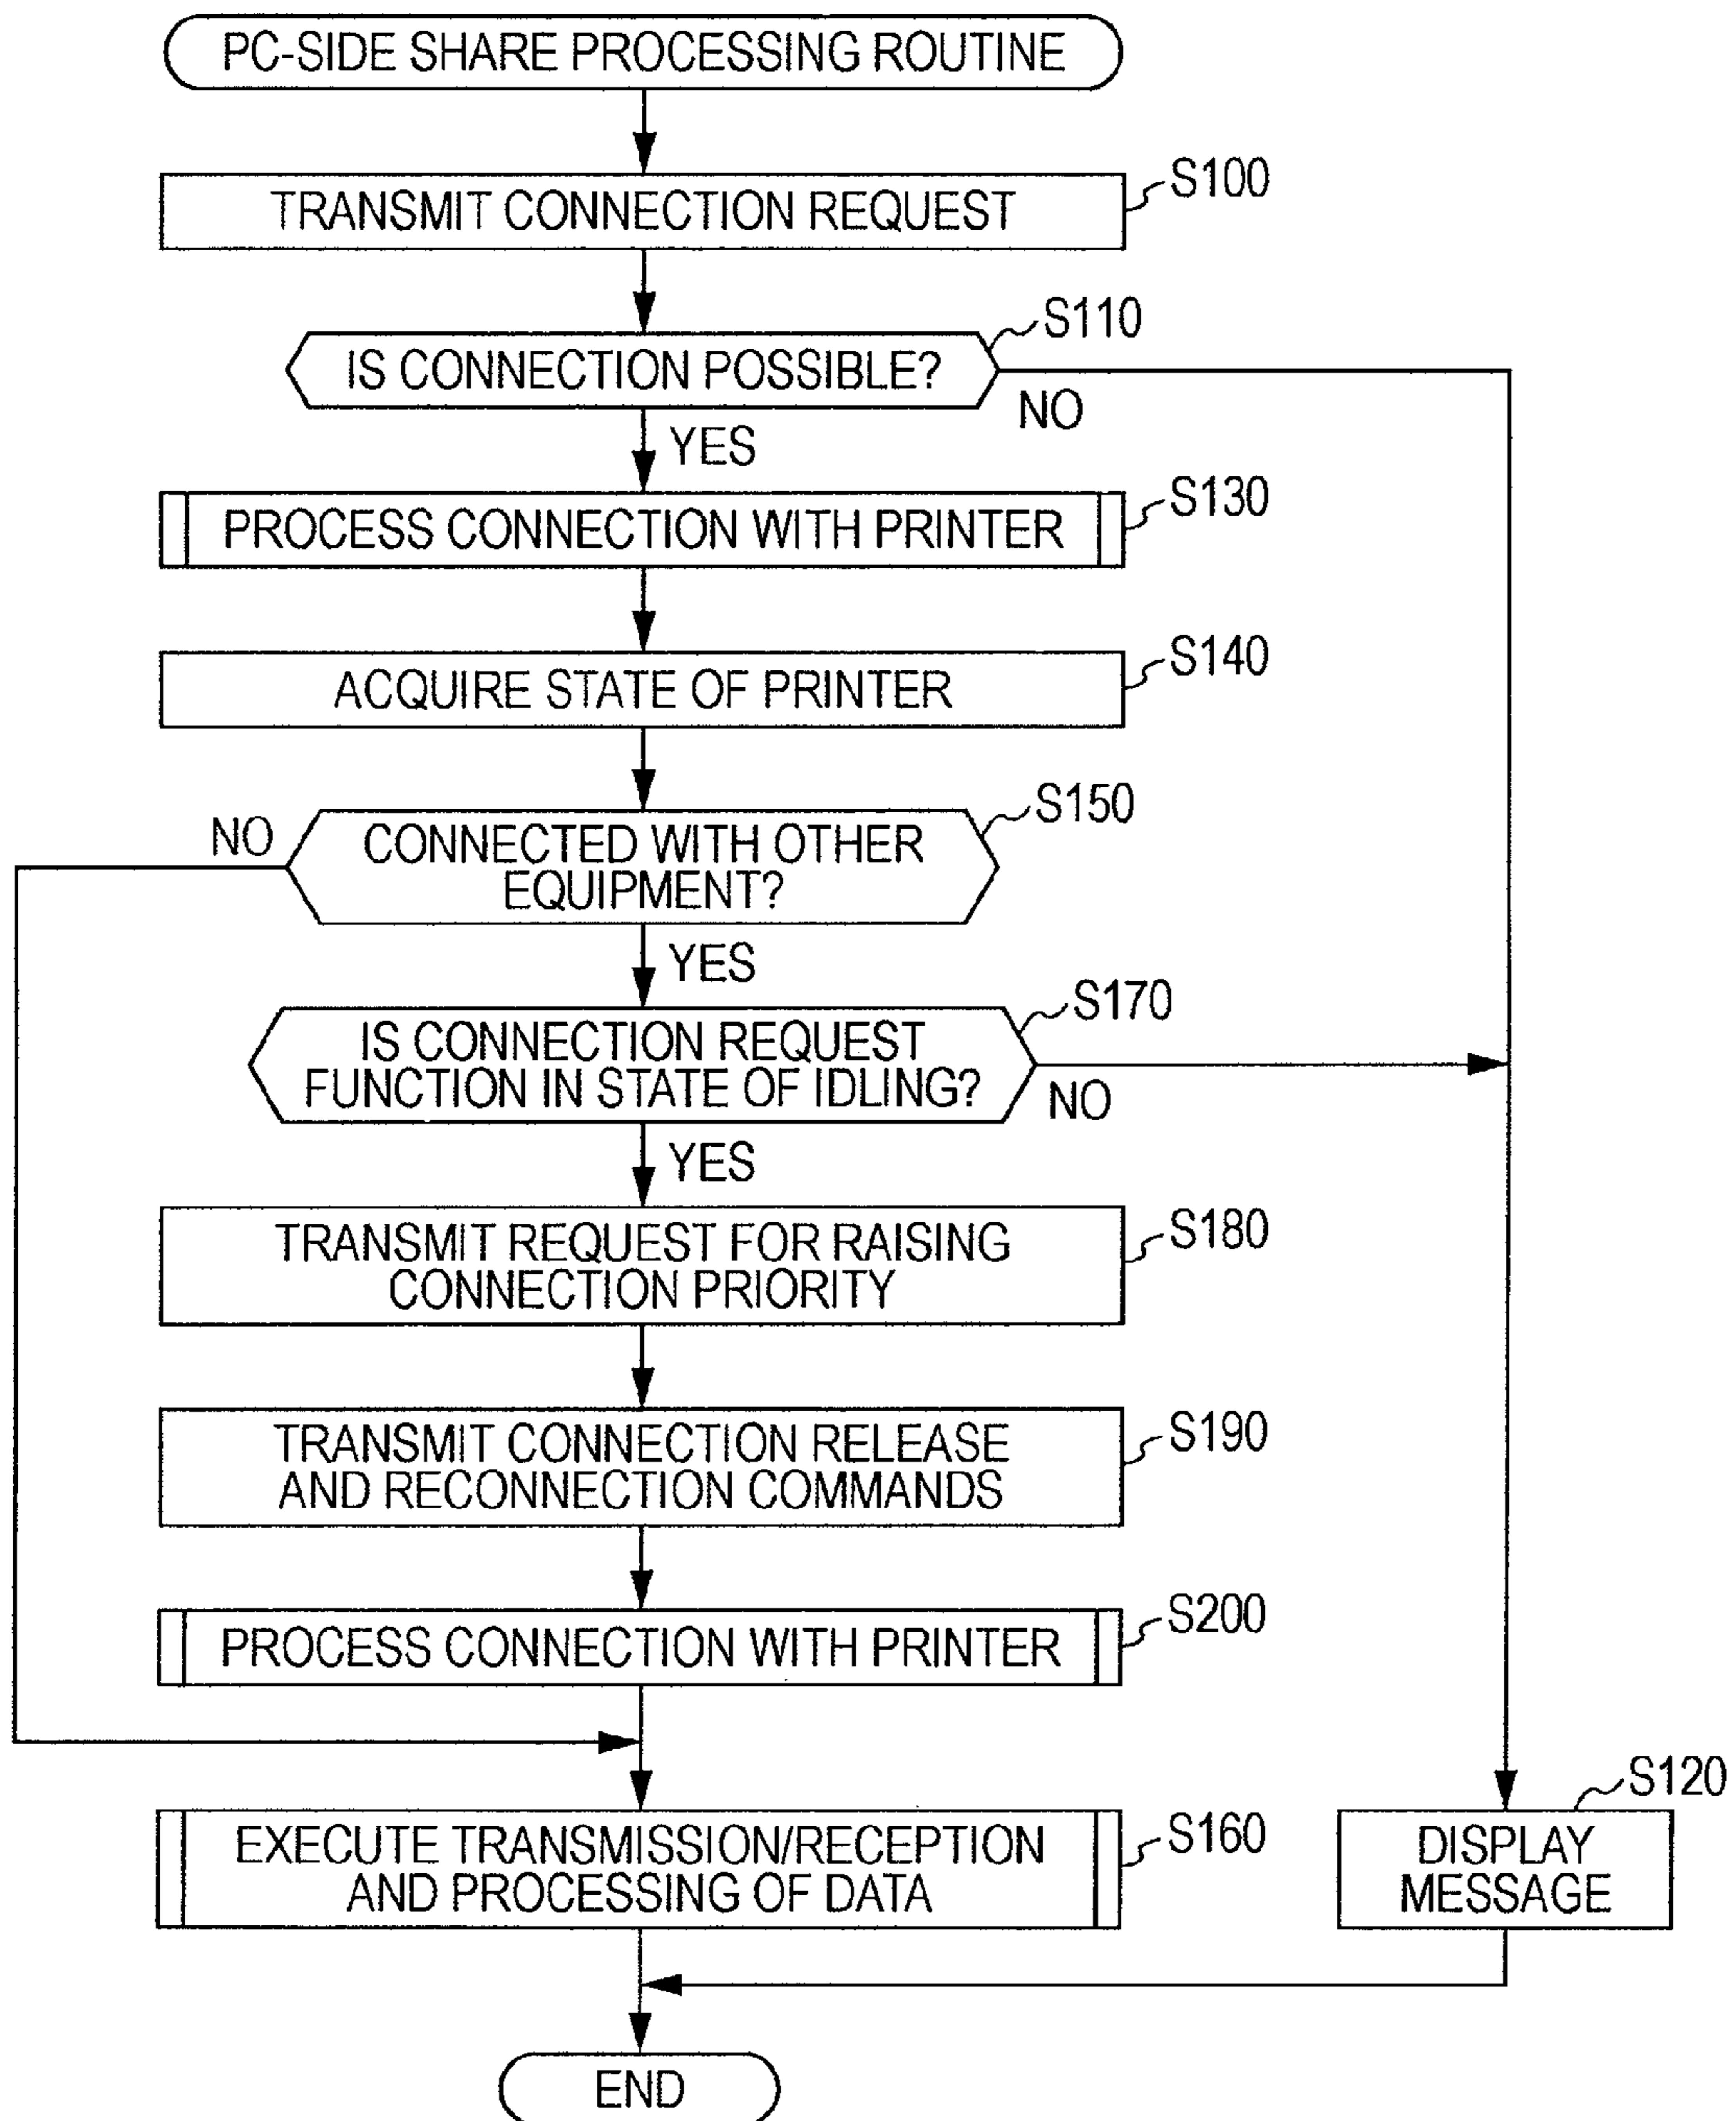 PC-SIDE SHARE PROCESSING ROUTINE
S100
TRANSMIT CONNECTION REQUEST
S110
IS CONNECTION POSSIBLE?
NO
YES
S130
PROCESS CONNECTION WITH PRINTER
S140
ACQUIRE STATE OF PRINTER
S150
NO
CONNECTED WITH OTHER
EQUIPMENT?
YES
S170
IS CONNECTION REQUEST
FUNCTION IN STATE OF IDLING?
NO
YES
S180
TRANSMIT REQUEST FOR RAISING
CONNECTION PRIORITY
S190
TRANSMIT CONNECTION RELEASE
AND RECONNECTION COMMANDS
S200
PROCESS CONNECTION WITH PRINTER
S160
EXECUTE TRANSMISSION/RECEPTION
AND PROCESSING OF DATA
S120
DISPLAY
MESSAGE
END